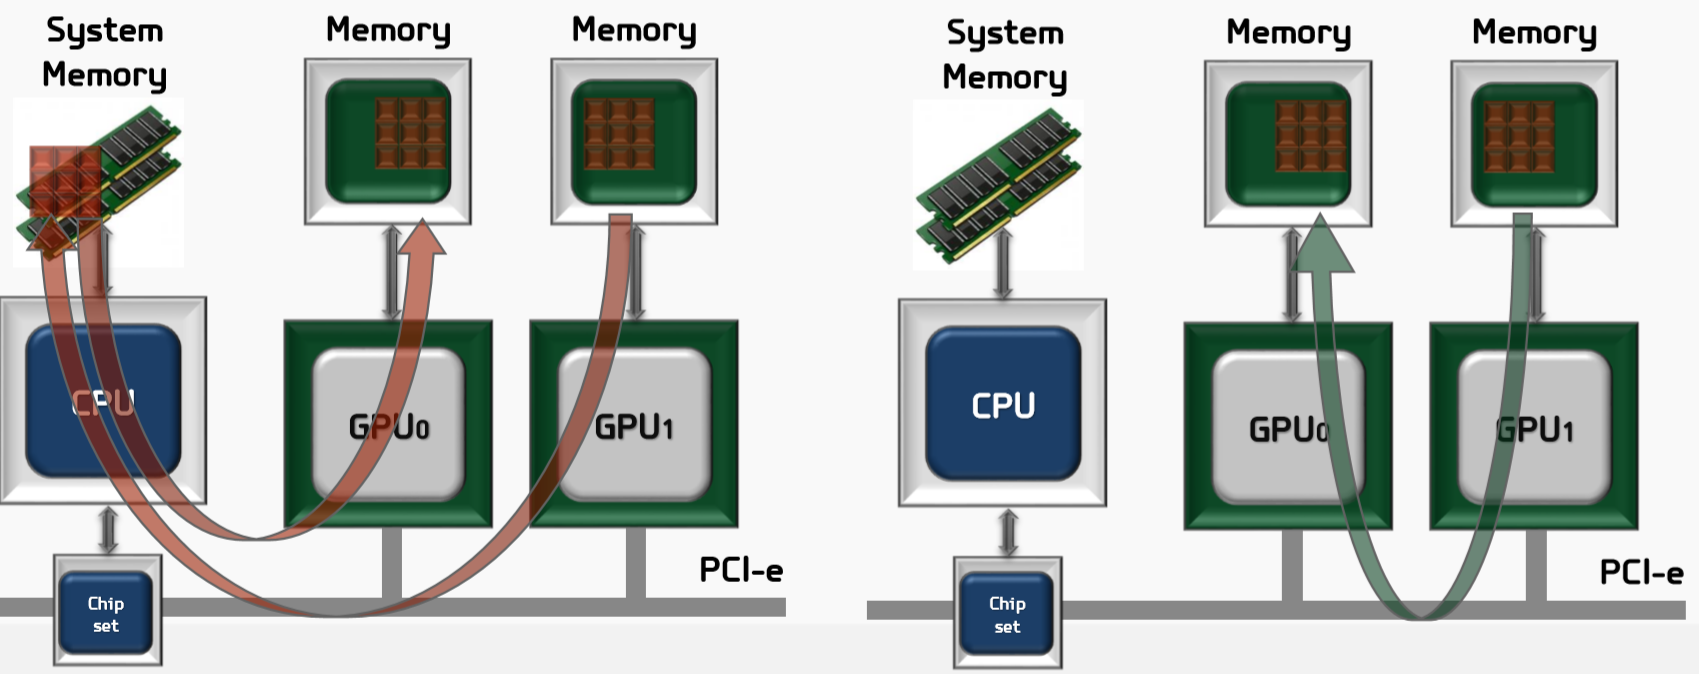 System
Memory
Memory
Memory
CPU
GPU0
GPU1
PCI-e
Chip
set
System
Memory
Memory
Memory
CPU
GPU0
GPU1
PCI-e
Chip
set